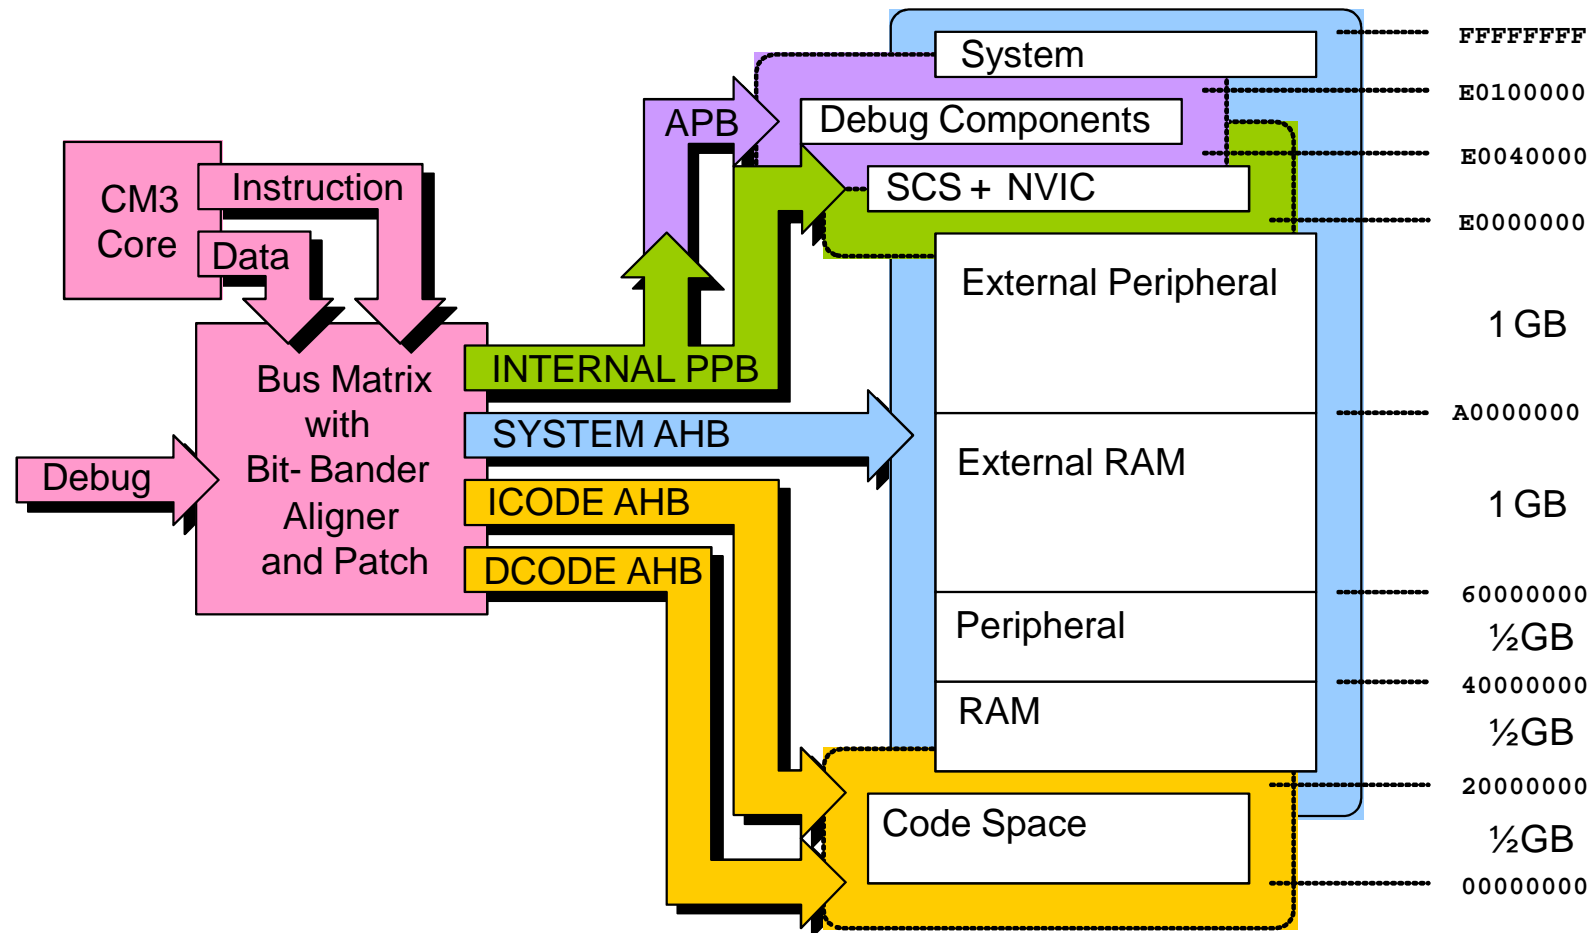 System
FFFFFFFF
E0100000
APB
Debug Components
E0040000
CM3
Core
Instruction
SCS + NVIC
E0000000
Data
External Peripheral
1 GB
INTERNAL PPB
Bus Matrix
with
Bit- Bander
Aligner
and Patch
A0000000
SYSTEM AHB
External RAM
Debug
ICODE AHB
1 GB
DCODE AHB
60000000
Peripheral
½GB
40000000
RAM
½GB
20000000
Code Space
½GB
00000000